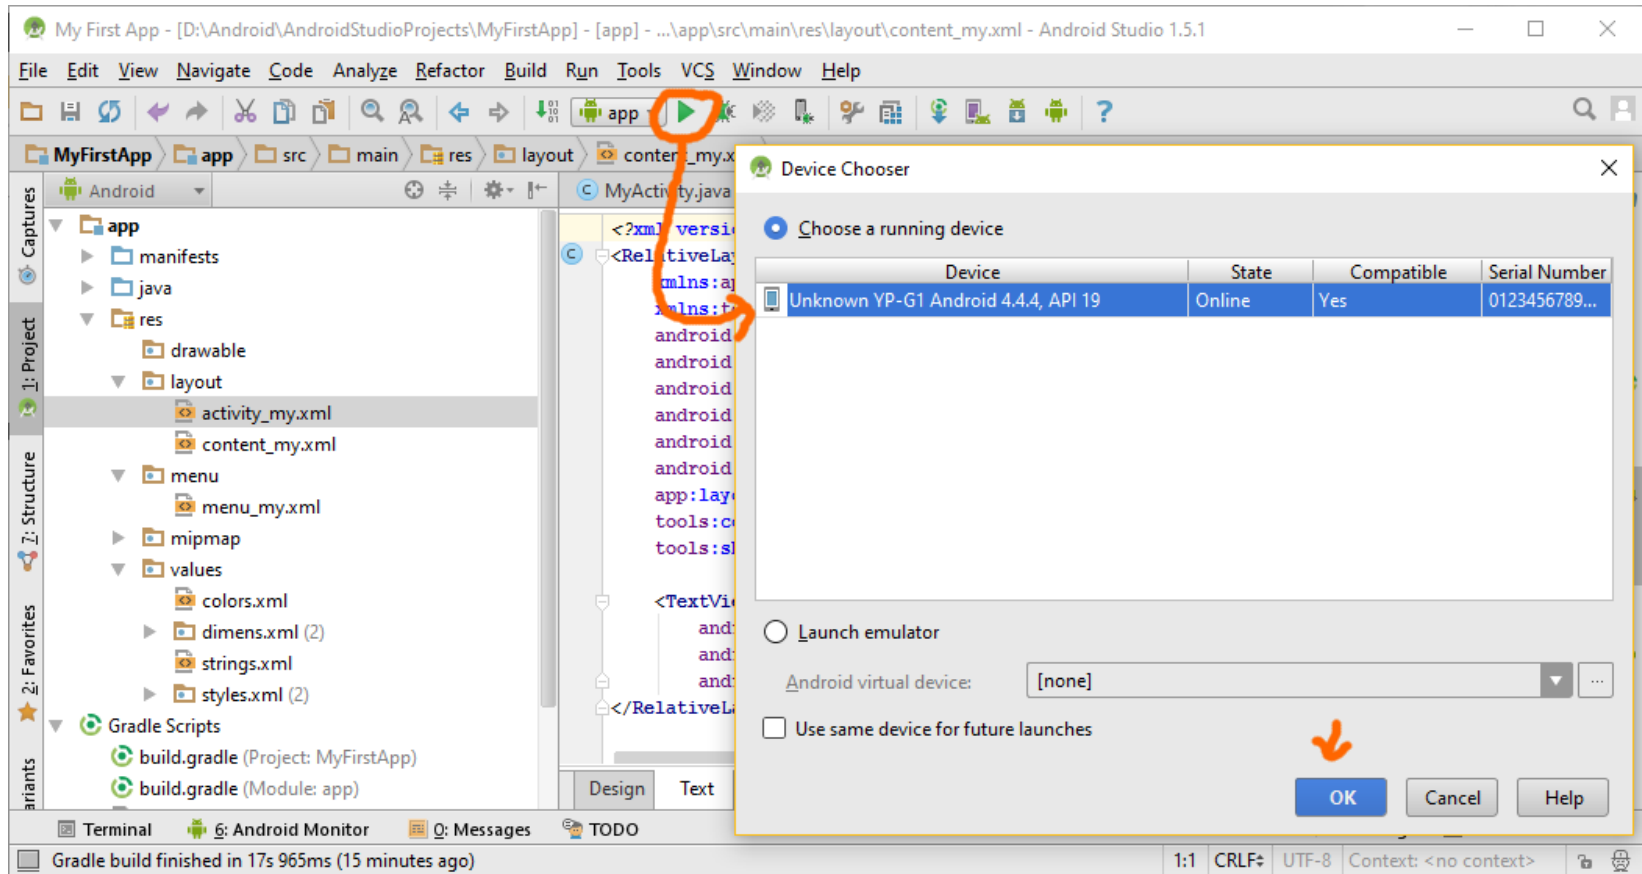 My First App - [D:\Android\AndroidStudioProjects\MyFirstApp] - [app] - ...\app\src\main\res\layout\content_my.xml - Android Studio 1.5.1
File Edit View Navigate Code Analyze Refactor Build Run Tools VCS Window Help
app
MyFirstApp app src main res layout content_my.x
Android
MyActivity.java
Captures
1: Project
7: Structure
2: Favorites
ariants
app
manifests
java
res
drawable
layout
activity_my.xml
content_my.xml
menu
menu_my.xml
mipmap
values
colors.xml
dimens.xml (2)
strings.xml
styles.xml (2)
Gradle Scripts
build.gradle (Project: MyFirstApp)
build.gradle (Module: app)
<?xml versi
<RelativeLa
xmlns:a
xmlns:t
android
android
android
android
android
android
app:lay
tools:c
tools:s
<TextVi
and
and
and
</RelativeL
Design Text
Device Chooser
Choose a running device
Device State Compatible Serial Number
Unknown YP-G1 Android 4.4.4, API 19 Online Yes 0123456789...
Launch emulator
Android virtual device: [none] ...
Use same device for future launches
OK Cancel Help
Terminal 6: Android Monitor 0: Messages TODO
Gradle build finished in 17s 965ms (15 minutes ago) 1:1 CRLF UTF-8 Context: <no context>